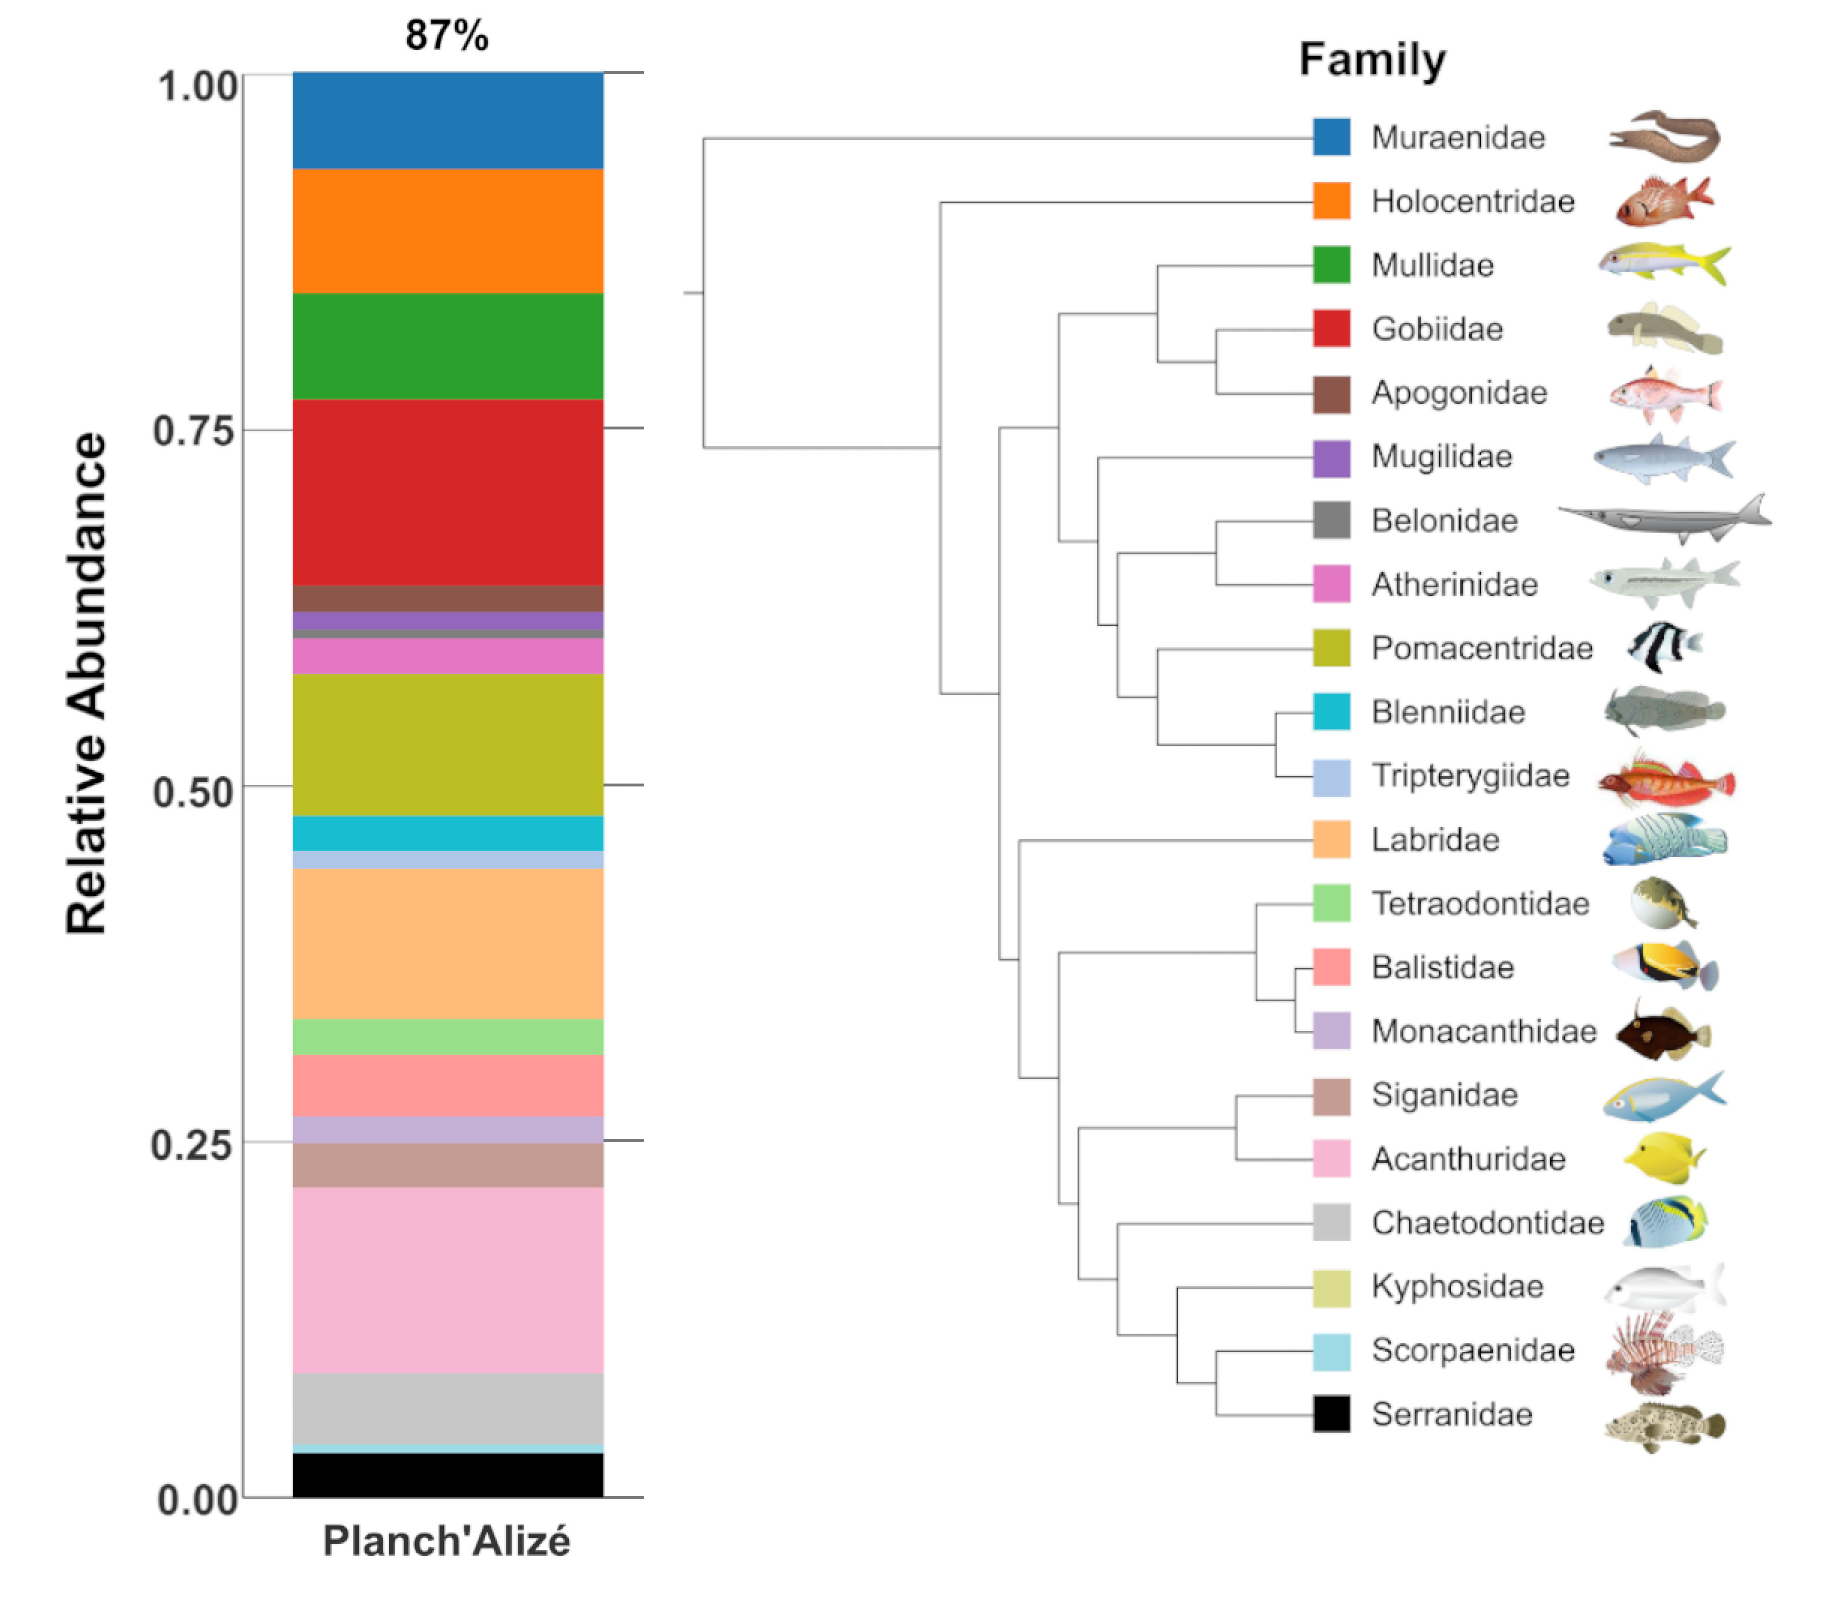 87%
1.00
0.75
0.50
0.25
0.00
Relative Abundance
Planch'Alizé
Family
Muraenidae
Holocentridae
Mullidae
Gobiidae
Apogonidae
Mugilidae
Belonidae
Atherinidae
Pomacentridae
Blenniidae
Tripterygiidae
Labridae
Tetraodontidae
Balistidae
Monacanthidae
Siganidae
Acanthuridae
Chaetodontidae
Kyphosidae
Scorpaenidae
Serranidae